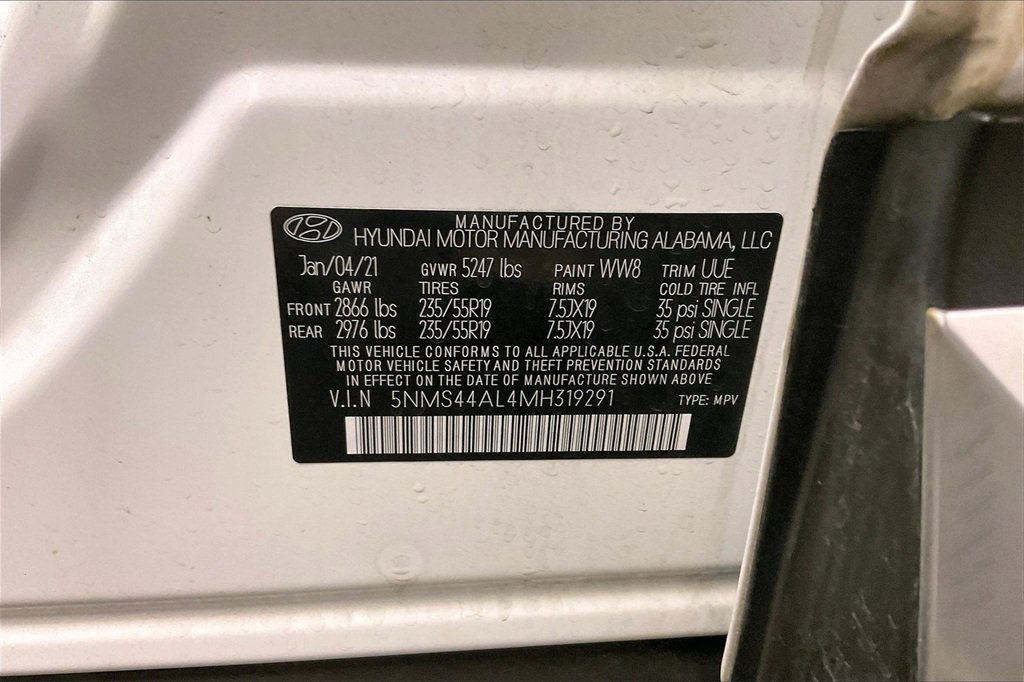 MANUFACTURED BY
HYUNDAI MOTOR MANUFACTURING ALABAMA, LLC
Jan/04/21 GVWR 5247 lbs PAINT WW8 TRIM UUE
GAWR TIRES RIMS COLD TIRE INFL
FRONT 2866 lbs 235/55R19 7.5JX19 35 psi SINGLE
REAR 2976 lbs 235/55R19 7.5JX19 35 psi SINGLE
THIS VEHICLE CONFORMS TO ALL APPLICABLE U.S.A. FEDERAL
MOTOR VEHICLE SAFETY AND THEFT PREVENTION STANDARDS
IN EFFECT ON THE DATE OF MANUFACTURE SHOWN ABOVE
V.I.N 5NMS44AL4MH319291 TYPE: MPV